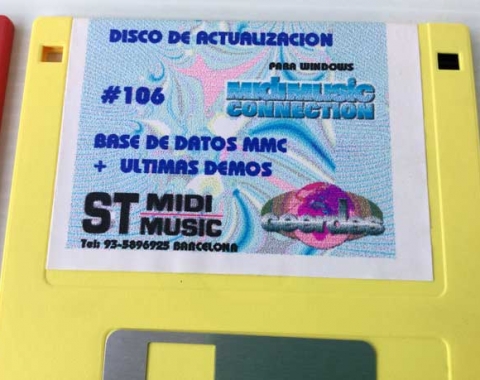 DISCO DE ACTUALIZACION
PARA WINDOWS
#106
MIDIMUSIC
CONNECTION
BASE DE DATOS MMC
+ ULTIMAS DEMOS
ST MIDI
MUSIC
Tel: 93-5896925 BARCELONA